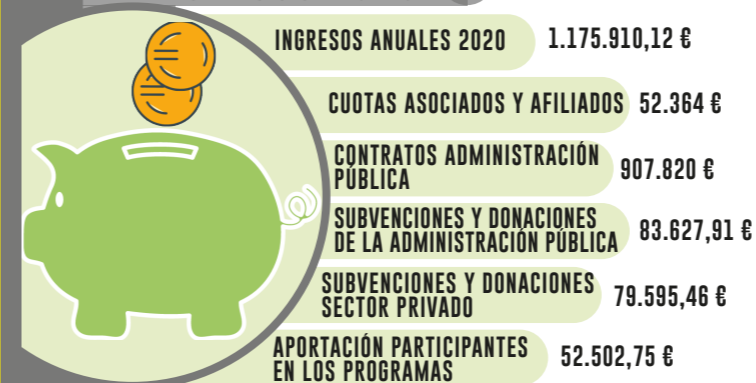 INGRESOS ANUALES 2020 1.175.910,12 €
CUOTAS ASOCIADOS Y AFILIADOS 52.364 €
CONTRATOS ADMINISTRACIÓN
PÚBLICA 907.820 €
SUBVENCIONES Y DONACIONES
DE LA ADMINISTRACIÓN PÚBLICA 83.627,91 €
SUBVENCIONES Y DONACIONES
SECTOR PRIVADO 79.595,46 €
APORTACIÓN PARTICIPANTES
EN LOS PROGRAMAS 52.502,75 €